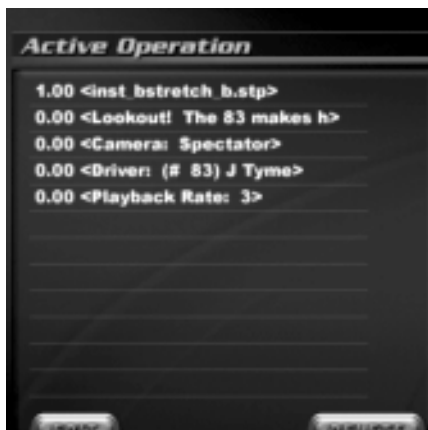 Active Operation
1.00 <inst_bstretch_b.stp>
0.00 <Lookout! The 83 makes h>
0.00 <Camera: Spectator>
0.00 <Driver: (# 83) J Tyme>
0.00 <Playback Rate: 3>